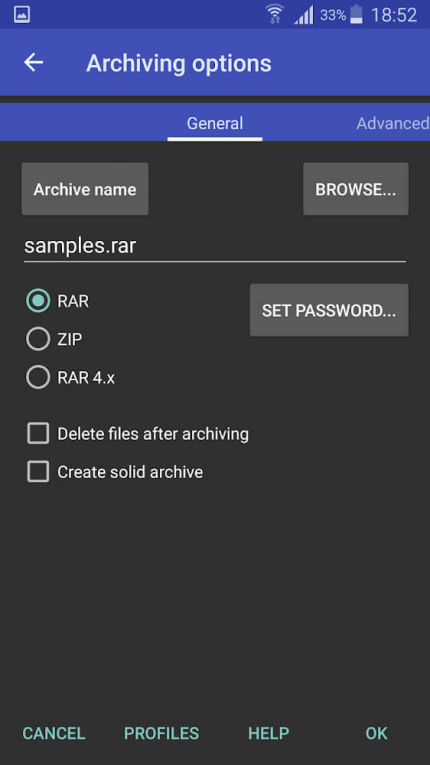 33% 18:52
Archiving options
General Advanced
Archive name BROWSE...
samples.rar
RAR
SET PASSWORD...
ZIP
RAR 4.x
Delete files after archiving
Create solid archive
CANCEL PROFILES HELP OK